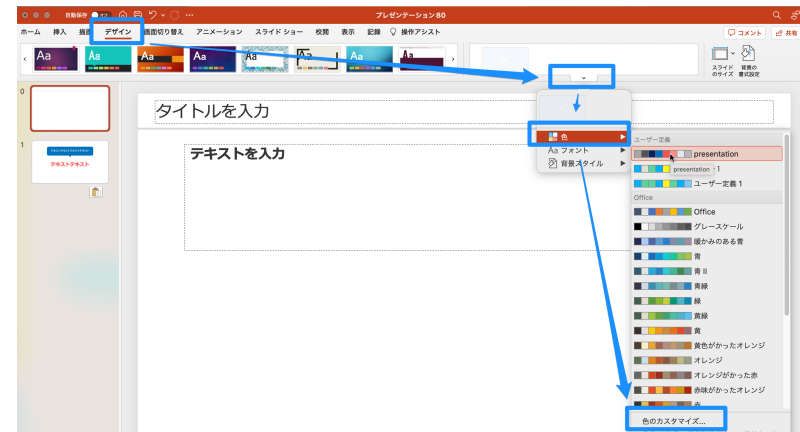 自動保存 オフ
プレゼンテーション80
ホーム 挿入 描画 デザイン 画面切り替え アニメーション スライド ショー 校閲 表示 記録 操作アシスト
コメント 共有
Aa Aa Aa Aa Aa Aa Aa Aa
スライド のサイズ
背景の 書式設定
0
タイトルを入力
1
テキストテキスト
テキストを入力
色
Aa フォント
背景スタイル
ユーザー定義
presentation
presentation
1
ユーザー定義 1
Office
Office
グレースケール
暖かみのある青
青
青 II
青緑
緑
黄緑
黄
黄色がかったオレンジ
オレンジ
オレンジがかった赤
赤味がかったオレンジ
赤
色のカスタマイズ...